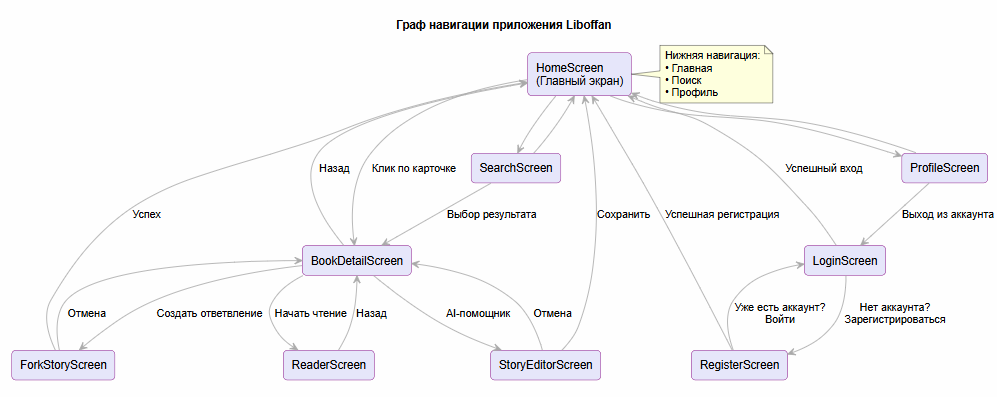 Граф навигации приложения Liboffan
HomeScreen
(Главный экран)
Нижняя навигация:
• Главная
• Поиск
• Профиль
SearchScreen
ProfileScreen
Назад
Клик по карточке
Успешный вход
Успех
Выбор результата
Сохранить
Успешная регистрация
Выход из аккаунта
BookDetailScreen
LoginScreen
Отмена
Создать ответвление
Начать чтение
Назад
AI-помощник
Отмена
Уже есть аккаунт?
Войти
Нет аккаунта?
Зарегистрироваться
ForkStoryScreen
ReaderScreen
StoryEditorScreen
RegisterScreen